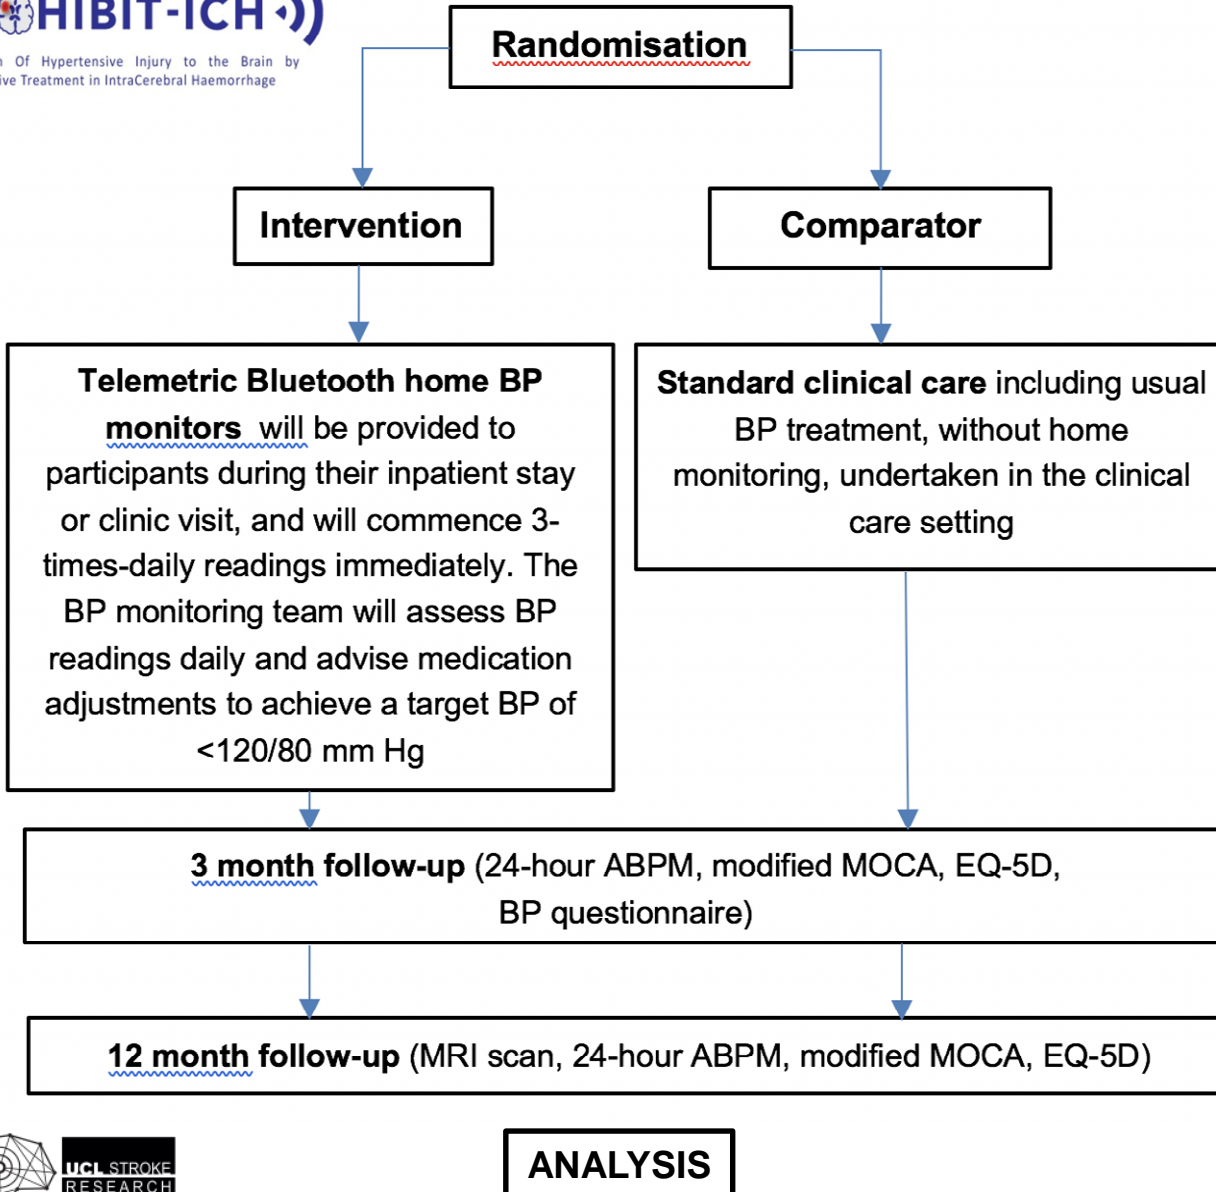 HIBIT-ICH
Of Hypertensive Injury to the Brain by
ive Treatment in IntraCerebral Haemorrhage
Randomisation
Intervention
Comparator
Telemetric Bluetooth home BP
monitors will be provided to
participants during their inpatient stay
or clinic visit, and will commence 3-
times-daily readings immediately. The
BP monitoring team will assess BP
readings daily and advise medication
adjustments to achieve a target BP of
<120/80 mm Hg
Standard clinical care including usual
BP treatment, without home
monitoring, undertaken in the clinical
care setting
3 month follow-up (24-hour ABPM, modified MOCA, EQ-5D,
BP questionnaire)
12 month follow-up (MRI scan, 24-hour ABPM, modified MOCA, EQ-5D)
UCL STROKE
RESEARCH
ANALYSIS